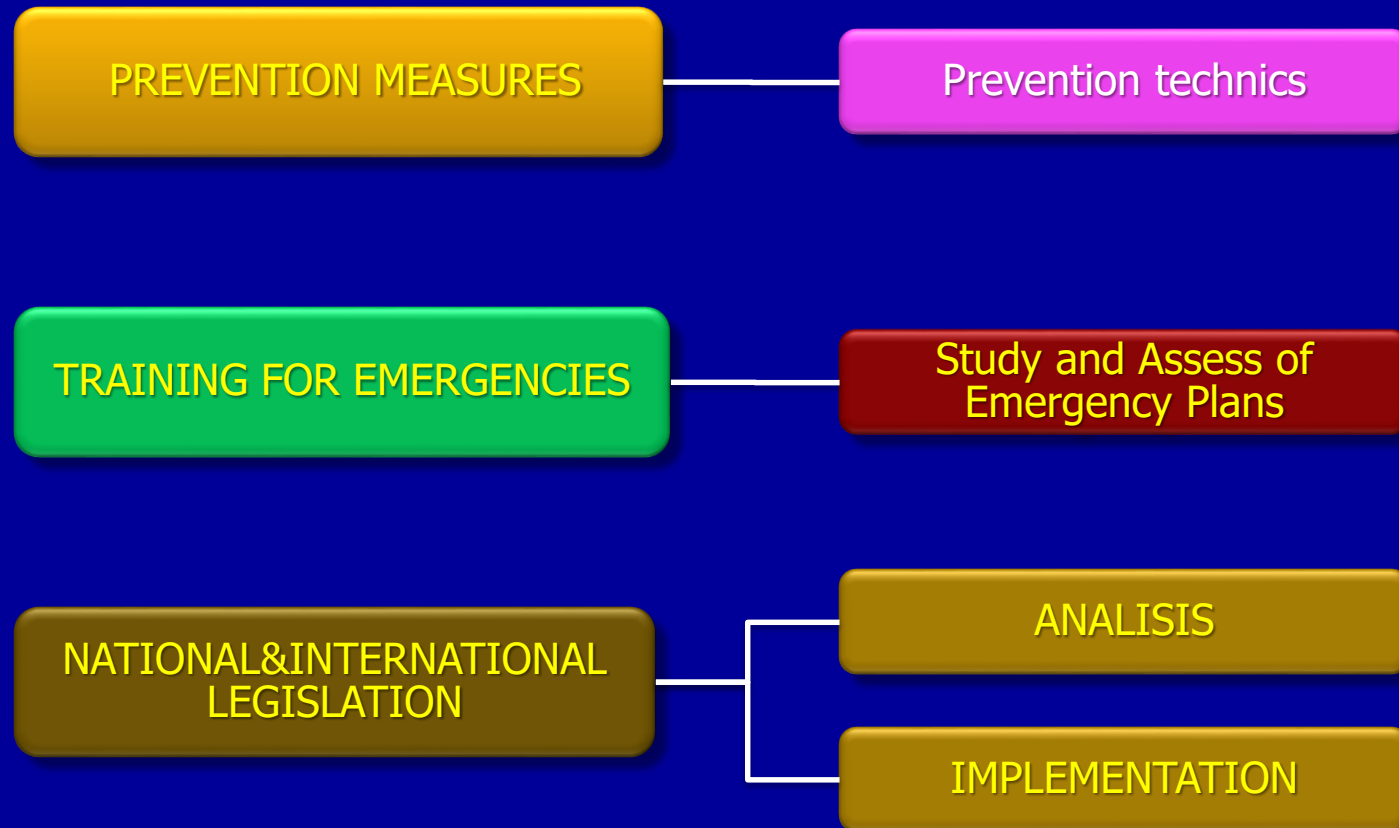 PREVENTION MEASURES
Prevention technics
TRAINING FOR EMERGENCIES
Study and Assess of
Emergency Plans
NATIONAL&INTERNATIONAL
LEGISLATION
ANALISIS
IMPLEMENTATION